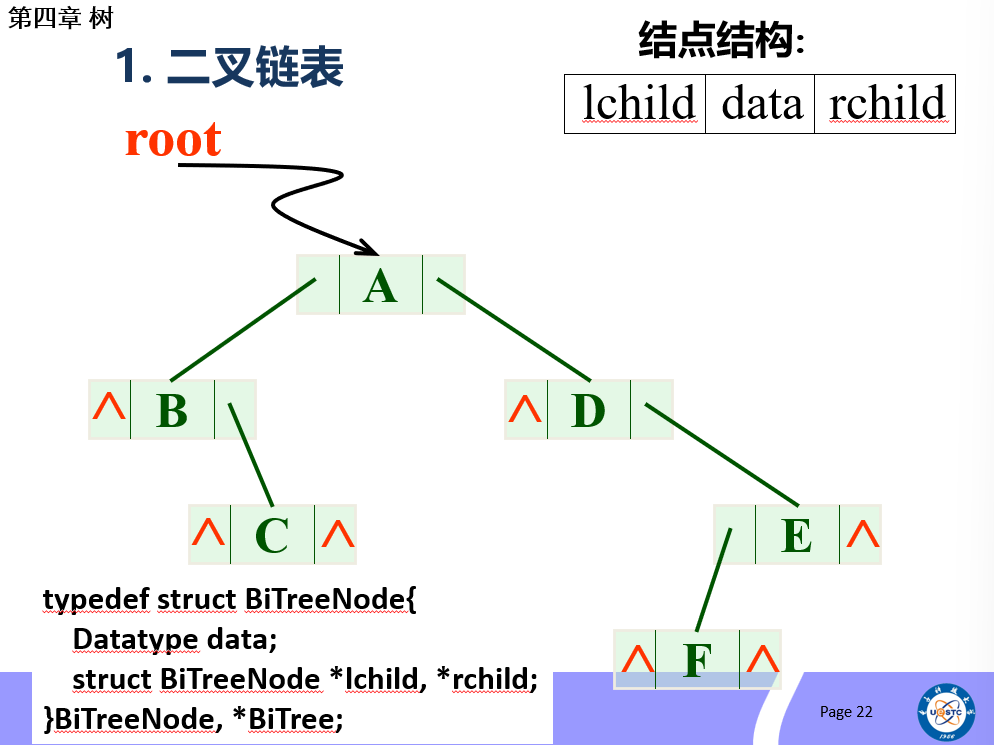 第四章 树
1. 二叉链表
结点结构:
lchild data rchild
root
A
^ B
^ D
^ C ^
E ^
^ F ^
typedef struct BiTreeNode{
Datatype data;
struct BiTreeNode *lchild, *rchild;
}BiTreeNode, *BiTree;
Page 22
UESTC
1956